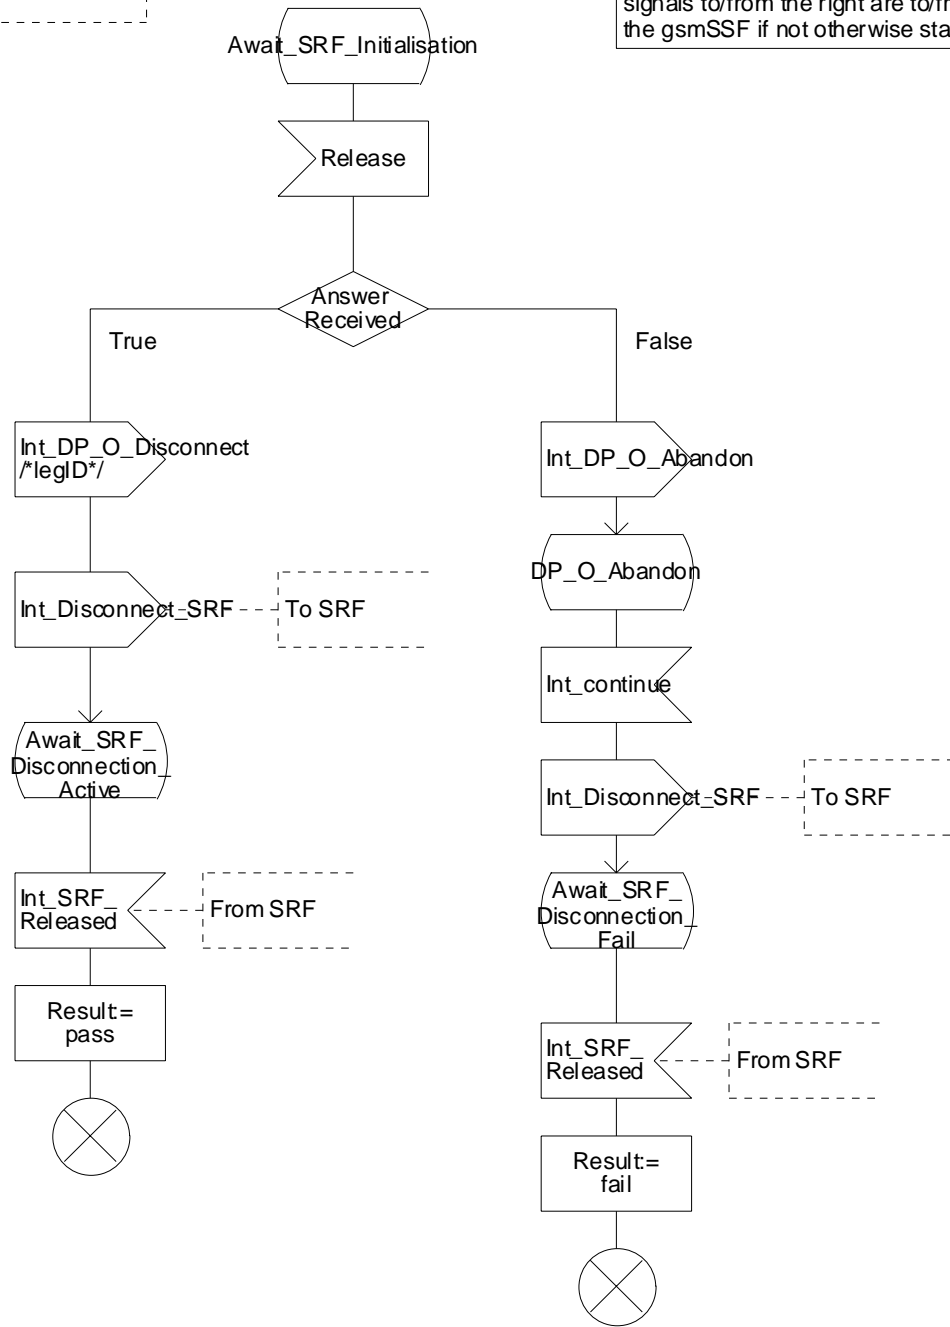 signals to/from the right are to/fr
the gsmSSF if not otherwise sta
Await_SRF_Initialisation
Release
Answer
Received
True
False
Int_DP_O_Disconnect
/*legID*/
Int_DP_O_Abandon
DP_O_Abandon
Int_Disconnect_SRF
To SRF
Int_continue
Await_SRF_
Disconnection_
Active
Int_Disconnect_SRF
To SRF
Int_SRF_
Released
From SRF
Await_SRF_
Disconnection_
Fail
Result:=
pass
Int_SRF_
Released
From SRF
Result:=
fail